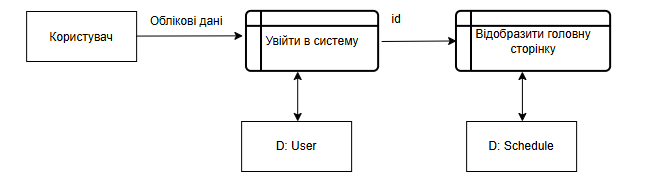 Облікові дані
id
Користувач
Увійти в систему
Відобразити головну
сторінку
D: User
D: Schedule